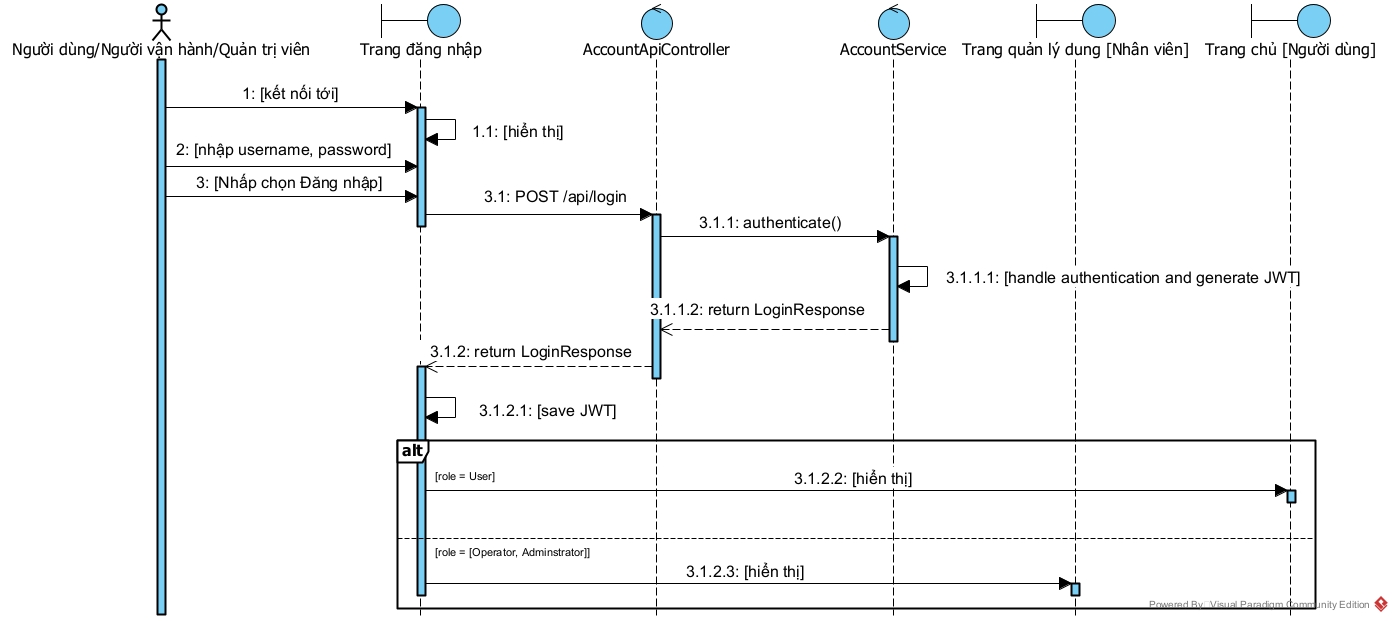 Người dùng/Người vận hành/Quản trị viên
Trang đăng nhập
AccountApiController
AccountService
Trang quản lý dung [Nhân viên]
Trang chủ [Người dùng]
1: [kết nối tới]
1.1: [hiển thị]
2: [nhập username, password]
3: [Nhấp chọn Đăng nhập]
3.1: POST /api/login
3.1.1: authenticate()
3.1.1.1: [handle authentication and generate JWT]
3.1.1.2: return LoginResponse
3.1.2: return LoginResponse
3.1.2.1: [save JWT]
alt
[role = User]
3.1.2.2: [hiển thị]
[role = [Operator, Adminstrator]]
3.1.2.3: [hiển thị]
Powered By Visual Paradigm Community Edition